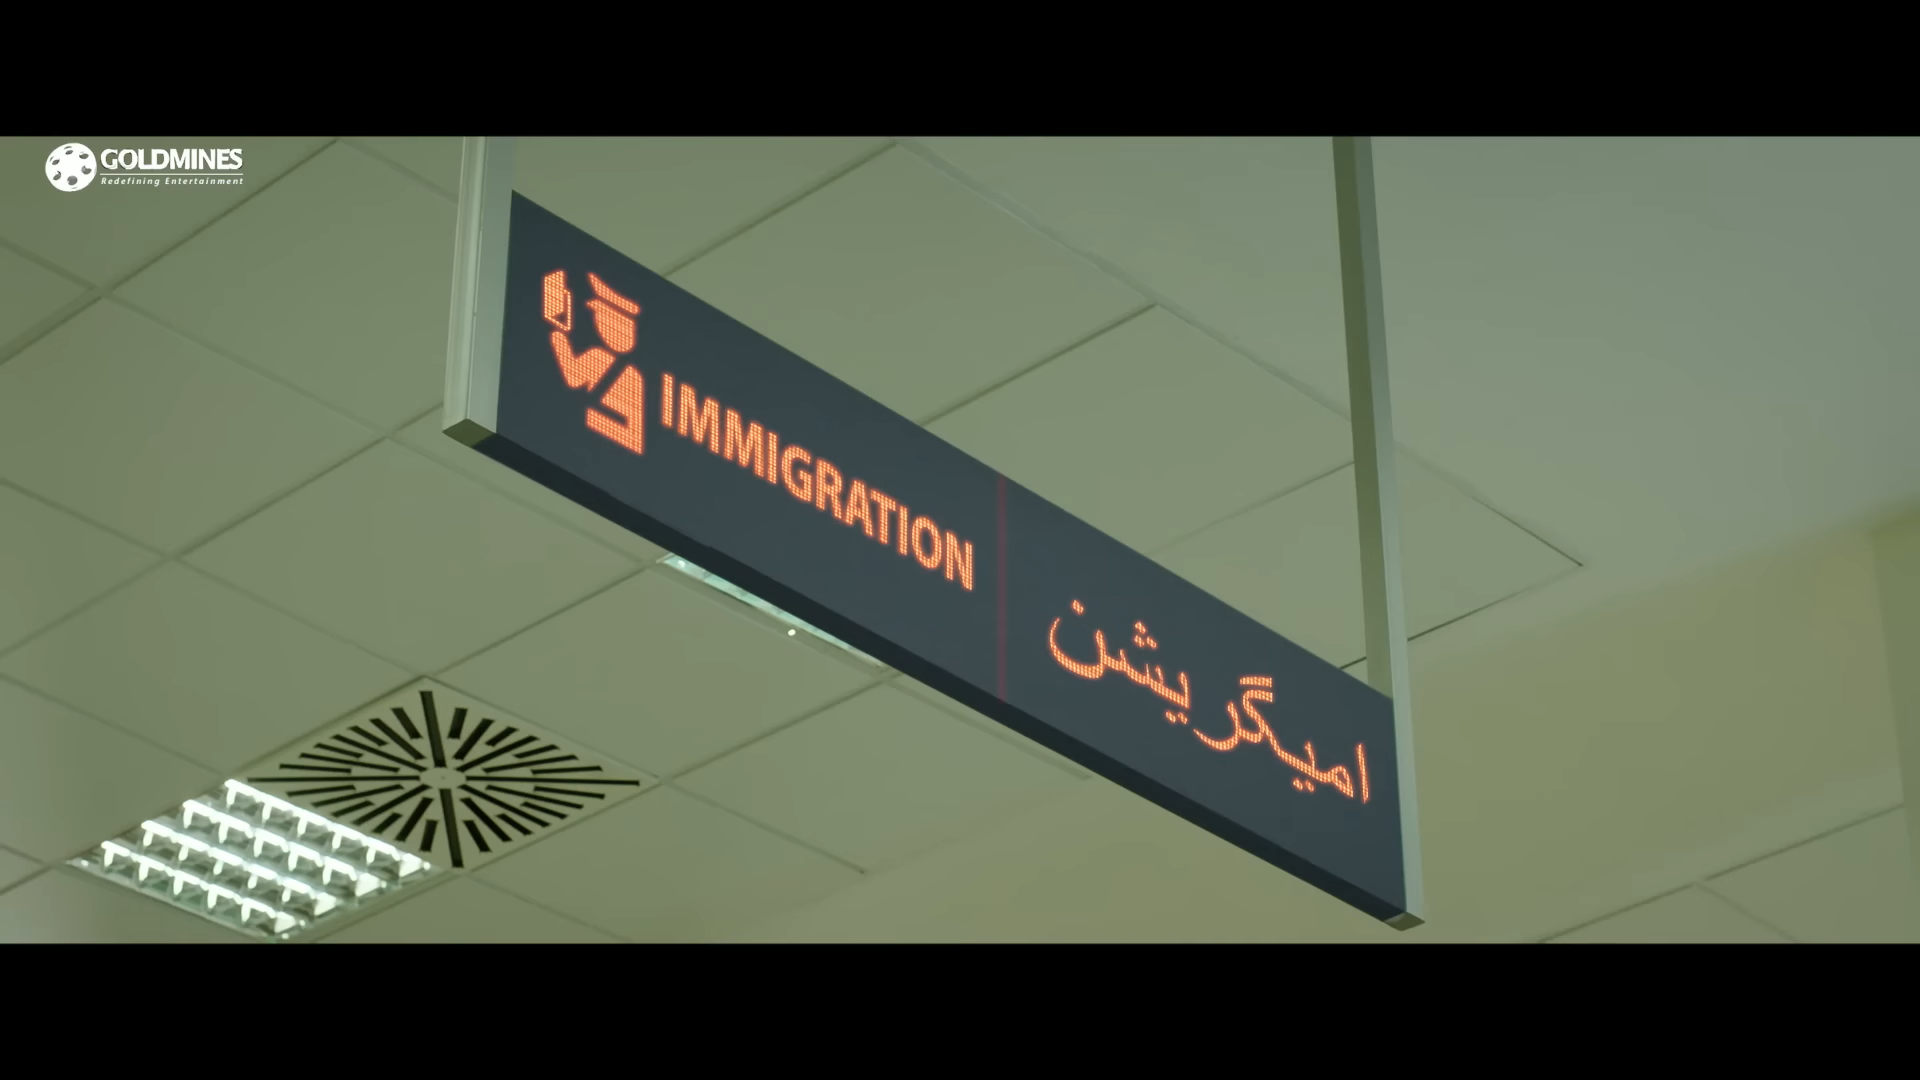 GOLDMINES
Redefining Entertainment
IMMIGRATION
امیگریشن